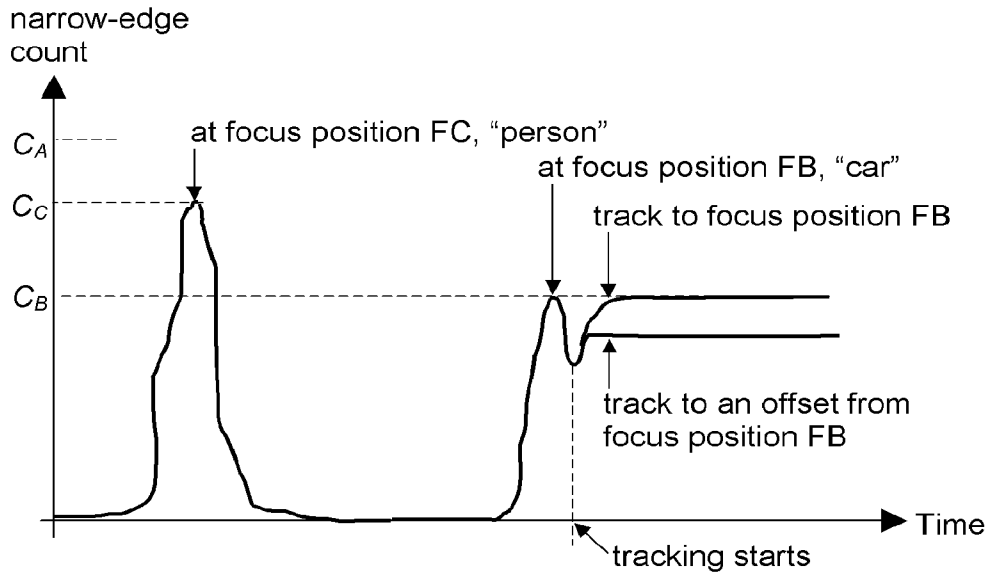 narrow-edge
count
C_A
at focus position FC, “person”
at focus position FB, “car”
C_C
track to focus position FB
C_B
track to an offset from
focus position FB
Time
tracking starts